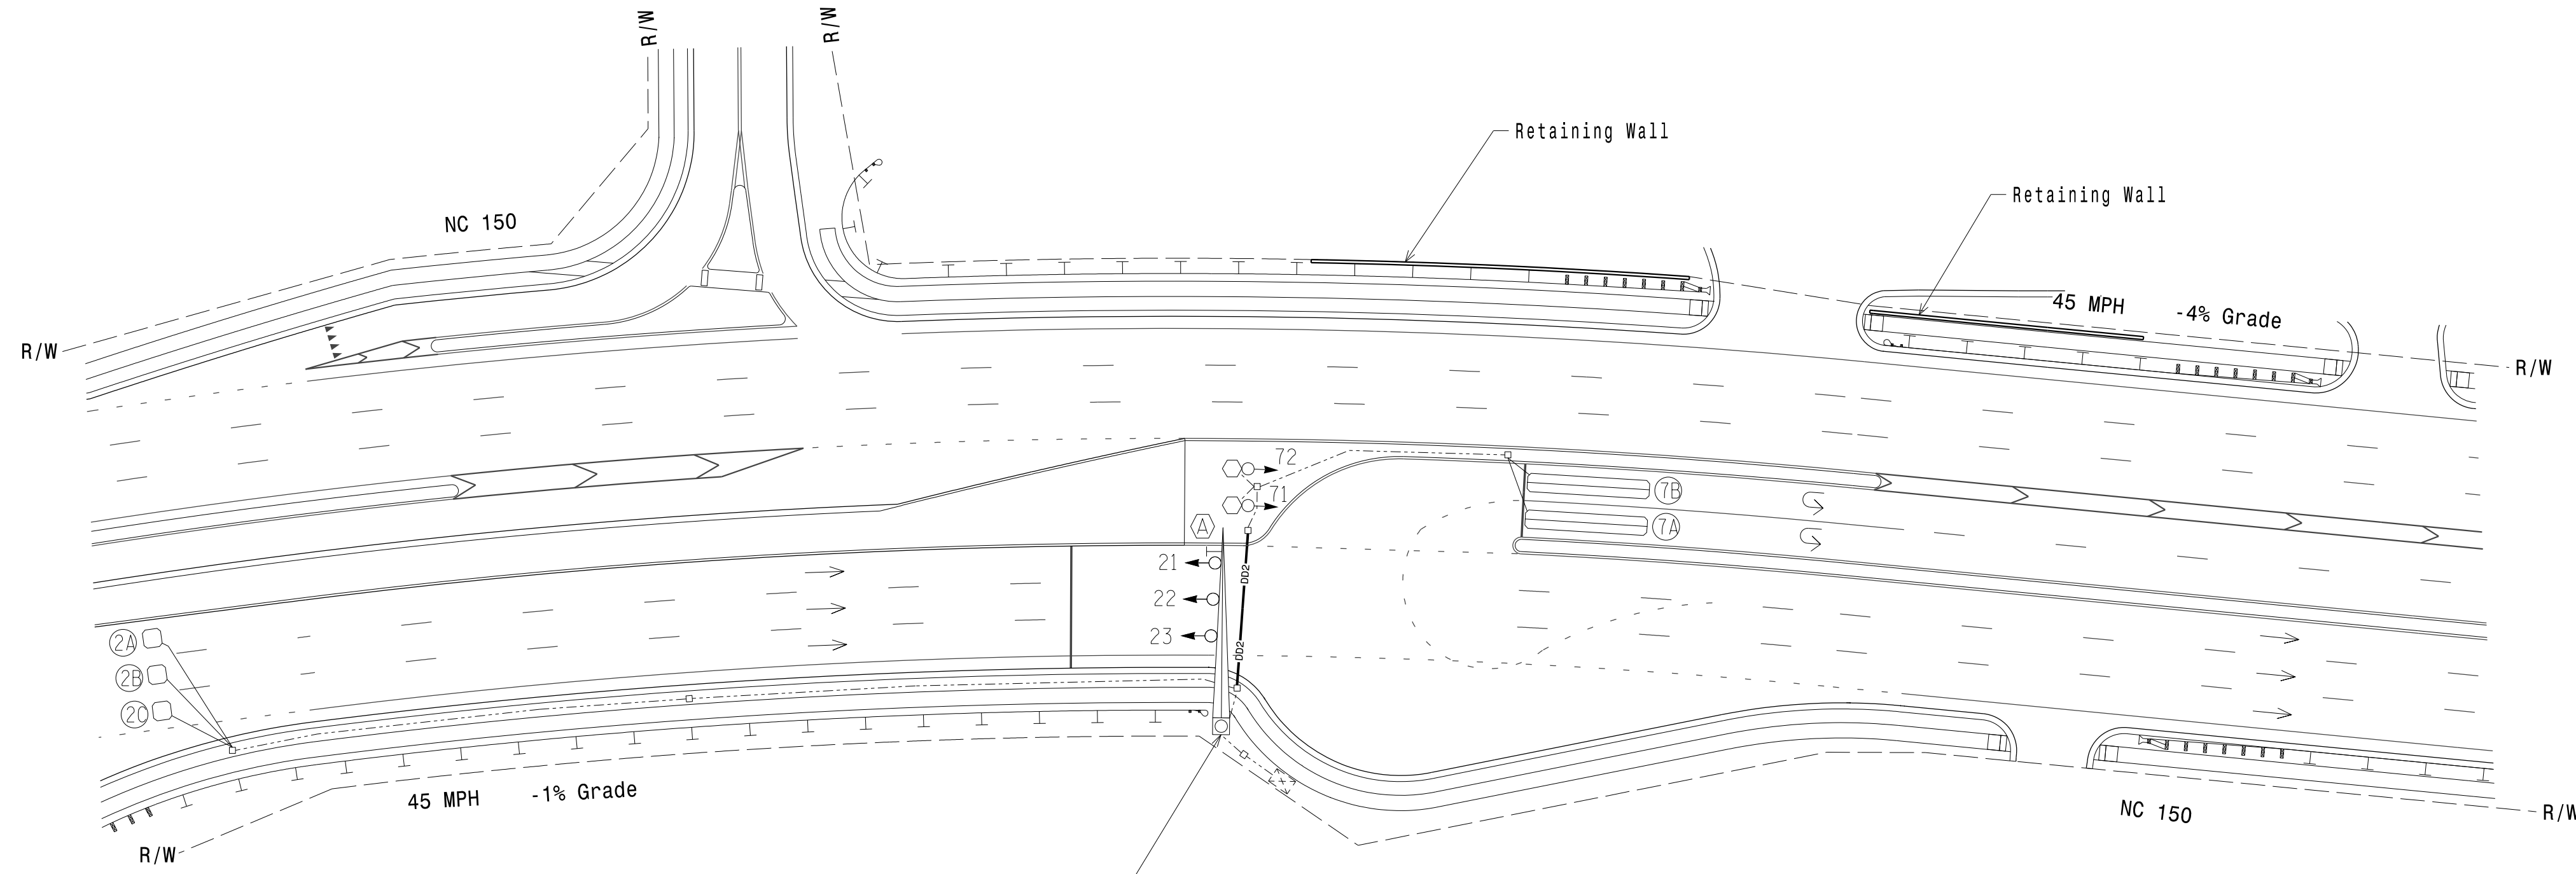 R/W
R/W
Retaining Wall
Retaining Wall
NC 150
45 MPH -4% Grade
R/W
R/W
72
71
7B
7A
A
21
22
23
DD2
DD2
2A
2B
2C
45 MPH -1% Grade
NC 150
R/W
R/W